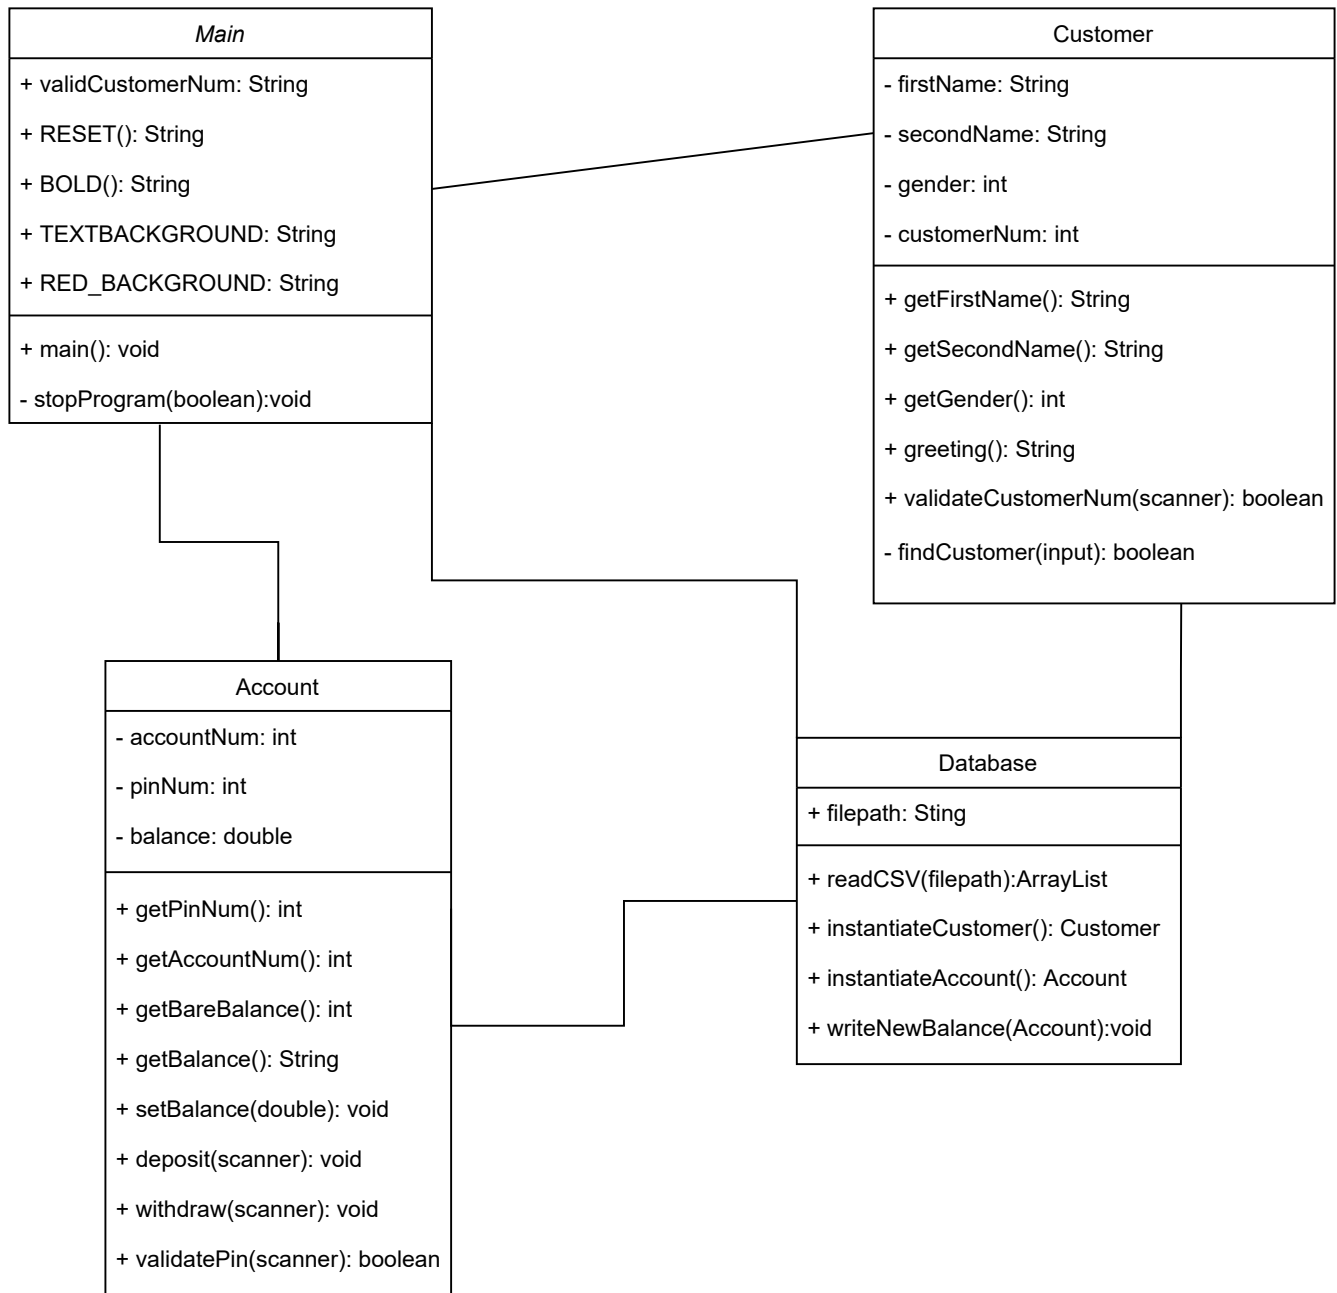 Main
+ validCustomerNum: String
+ RESET(): String
+ BOLD(): String
+ TEXTBACKGROUND: String
+ RED_BACKGROUND: String
+ main(): void
- stopProgram(boolean):void
Customer
- firstName: String
- secondName: String
- gender: int
- customerNum: int
+ getFirstName(): String
+ getSecondName(): String
+ getGender(): int
+ greeting(): String
+ validateCustomerNum(scanner): boolean
- findCustomer(input): boolean
Account
- accountNum: int
- pinNum: int
- balance: double
+ getPinNum(): int
+ getAccountNum(): int
+ getBareBalance(): int
+ getBalance(): String
+ setBalance(double): void
+ deposit(scanner): void
+ withdraw(scanner): void
+ validatePin(scanner): boolean
Database
+ filepath: Sting
+ readCSV(filepath):ArrayList
+ instantiateCustomer(): Customer
+ instantiateAccount(): Account
+ writeNewBalance(Account):void